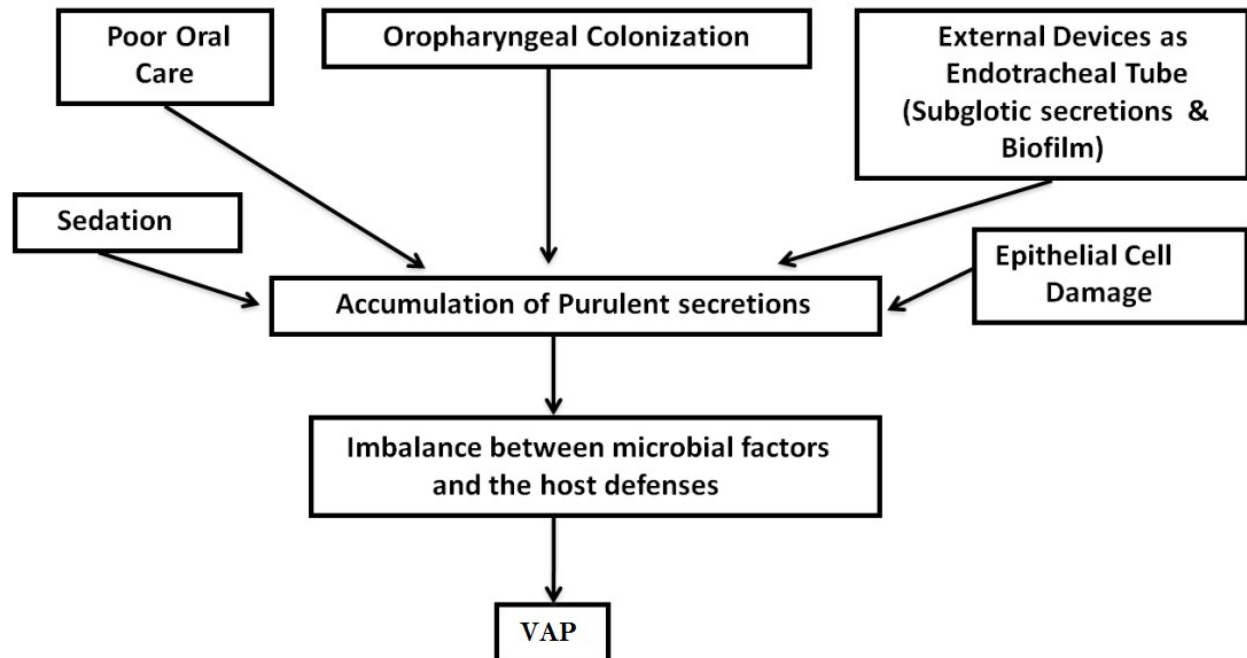 Poor Oral
Care
Oropharyngeal Colonization
External Devices as
Endotracheal Tube
(Subglotic secretions &
Biofilm)
Sedation
Epithelial Cell
Damage
Accumulation of Purulent secretions
Imbalance between microbial factors
and the host defenses
VAP